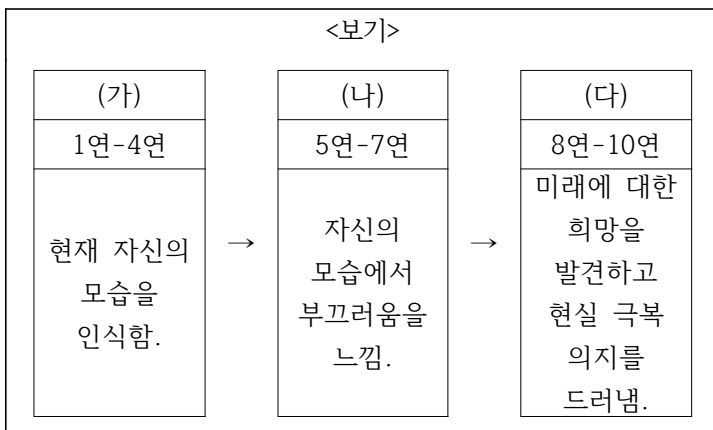 <보기>
(가)
1연-4연
현재 자신의
모습을
인식함.
→
(나)
5연-7연
자신의
모습에서
부끄러움을
느낌.
→
(다)
8연-10연
미래에 대한
희망을
발견하고
현실 극복
의지를
드러냄.